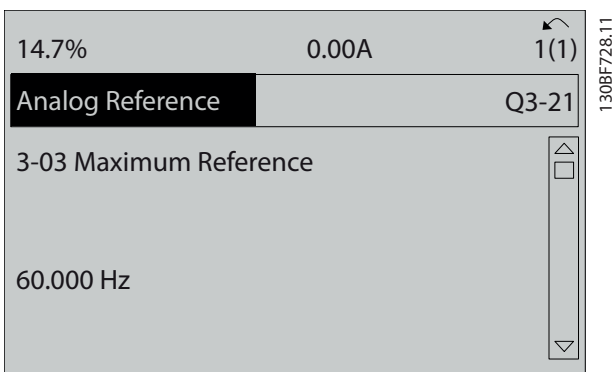 14.7% 0.00A 1(1)
Analog Reference Q3-21
3-03 Maximum Reference
60.000 Hz
130BF728.11